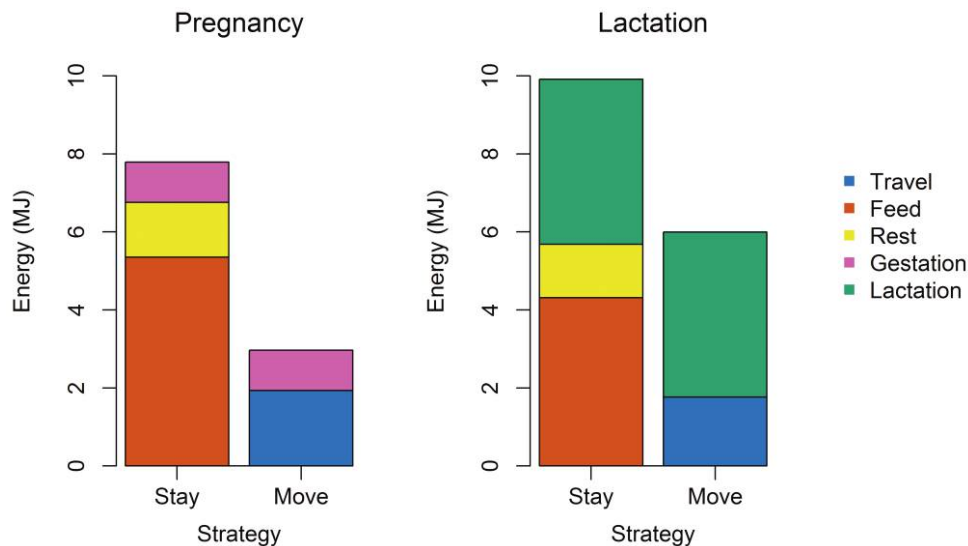 Pregnancy
Energy (MJ)
10
8
6
4
2
0
Stay
Move
Strategy
Lactation
Energy (MJ)
10
8
6
4
2
0
Stay
Move
Strategy
Travel
Feed
Rest
Gestation
Lactation